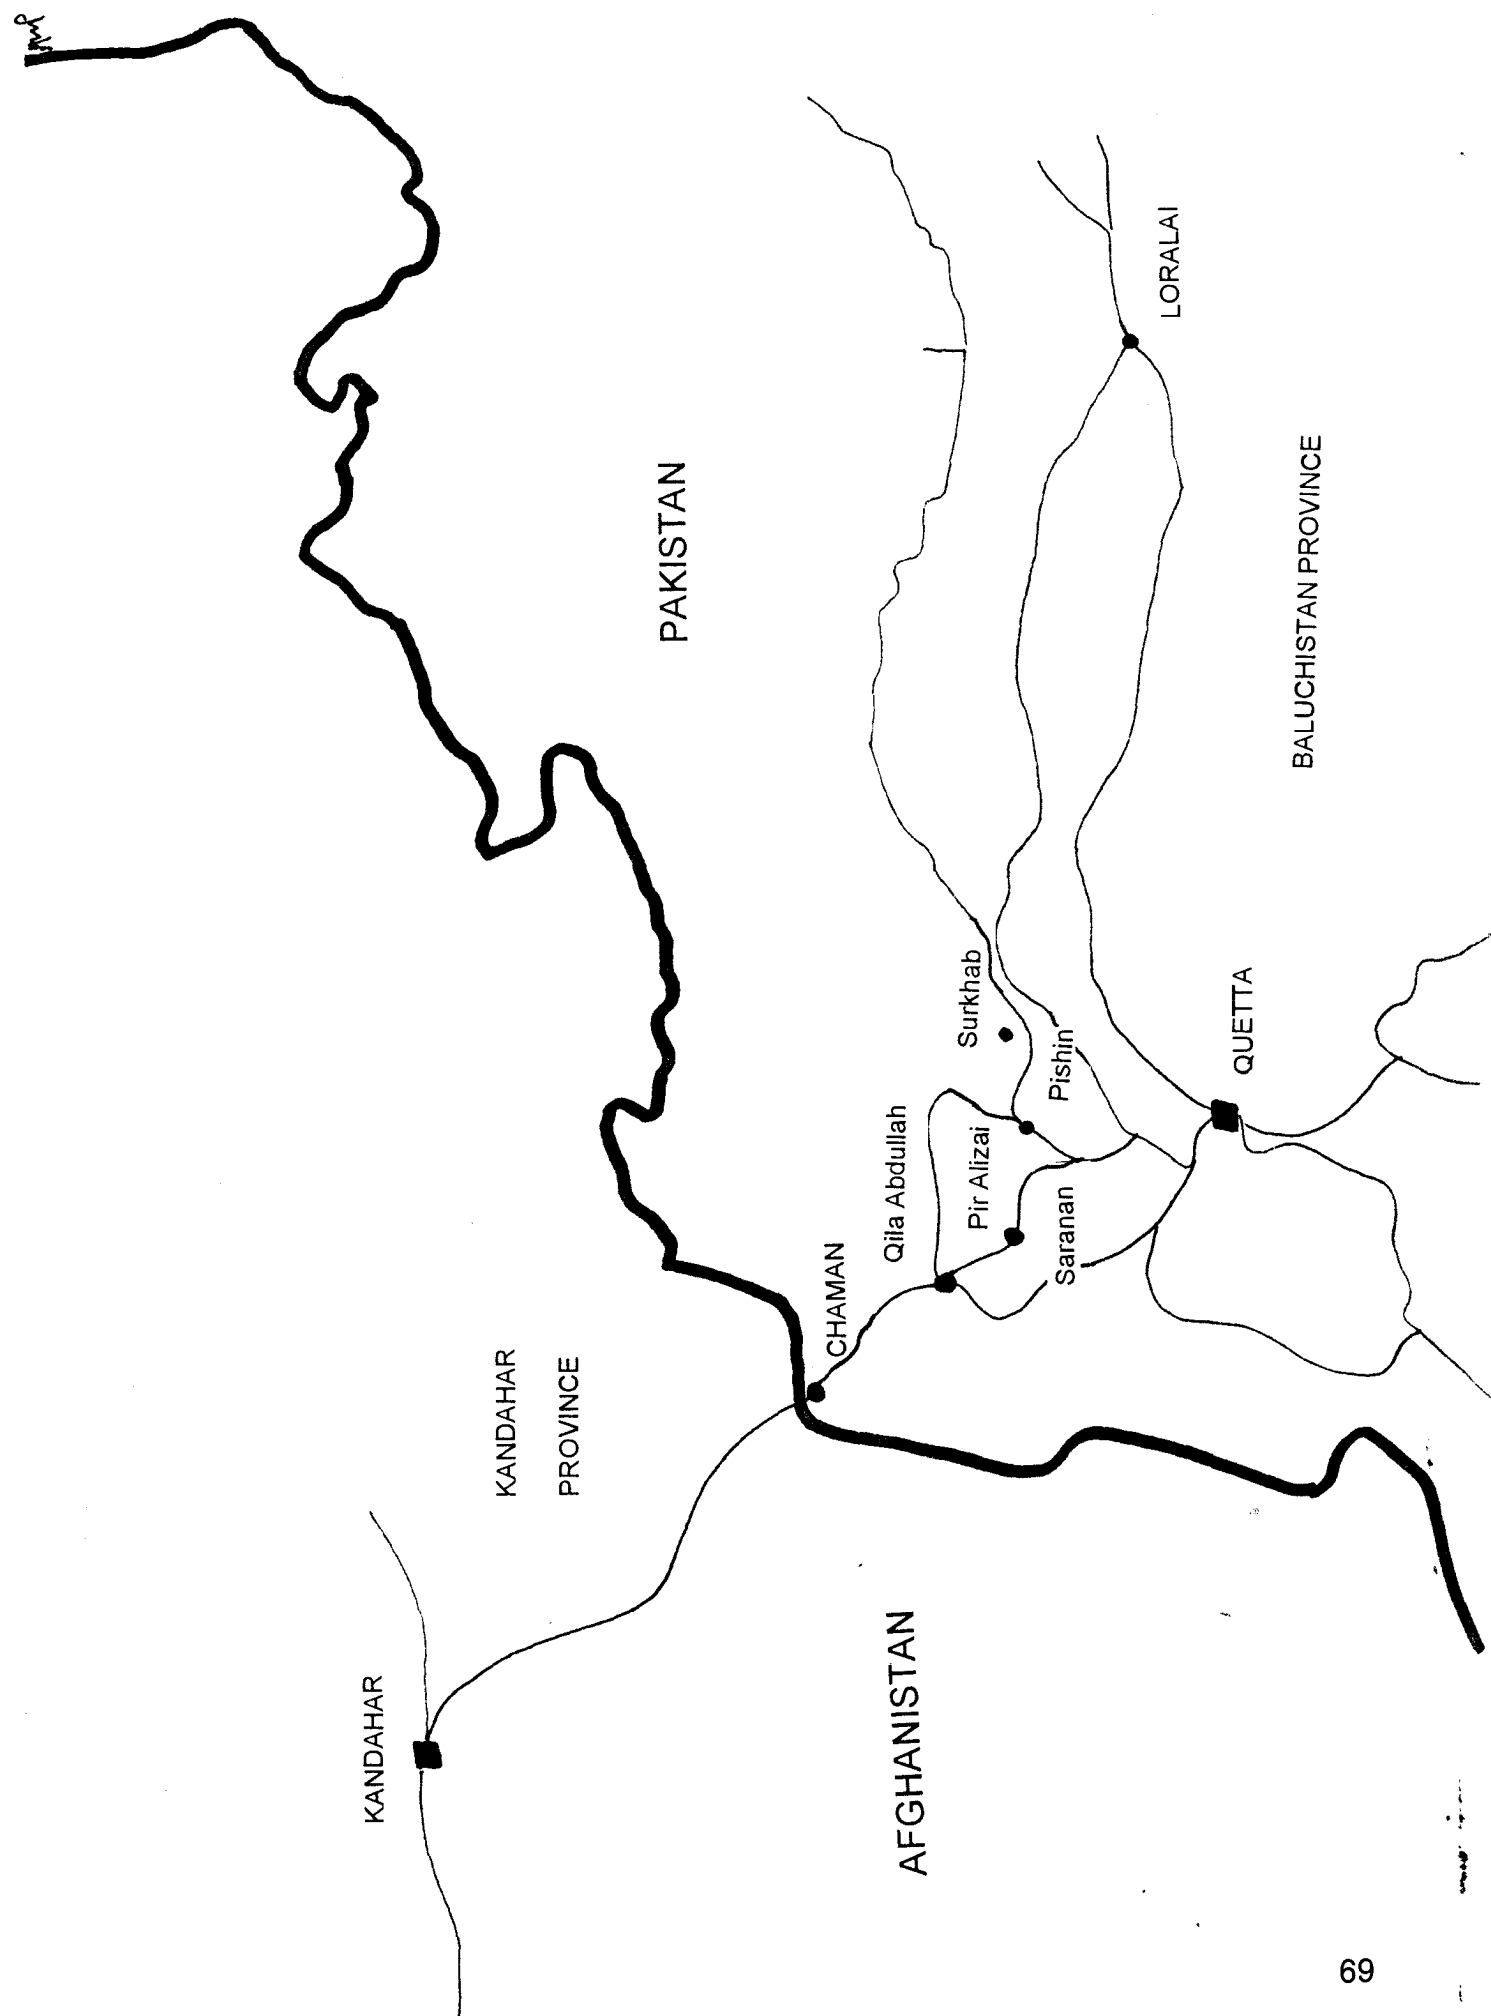 KANDAHAR
KANDAHAR
PROVINCE
PAKISTAN
CHAMAN
AFGHANISTAN
Qila Abdullah
Surkhab
Pir Alizai
Pishin
Saranan
LORALAI
QUETTA
BALUCHISTAN PROVINCE
69